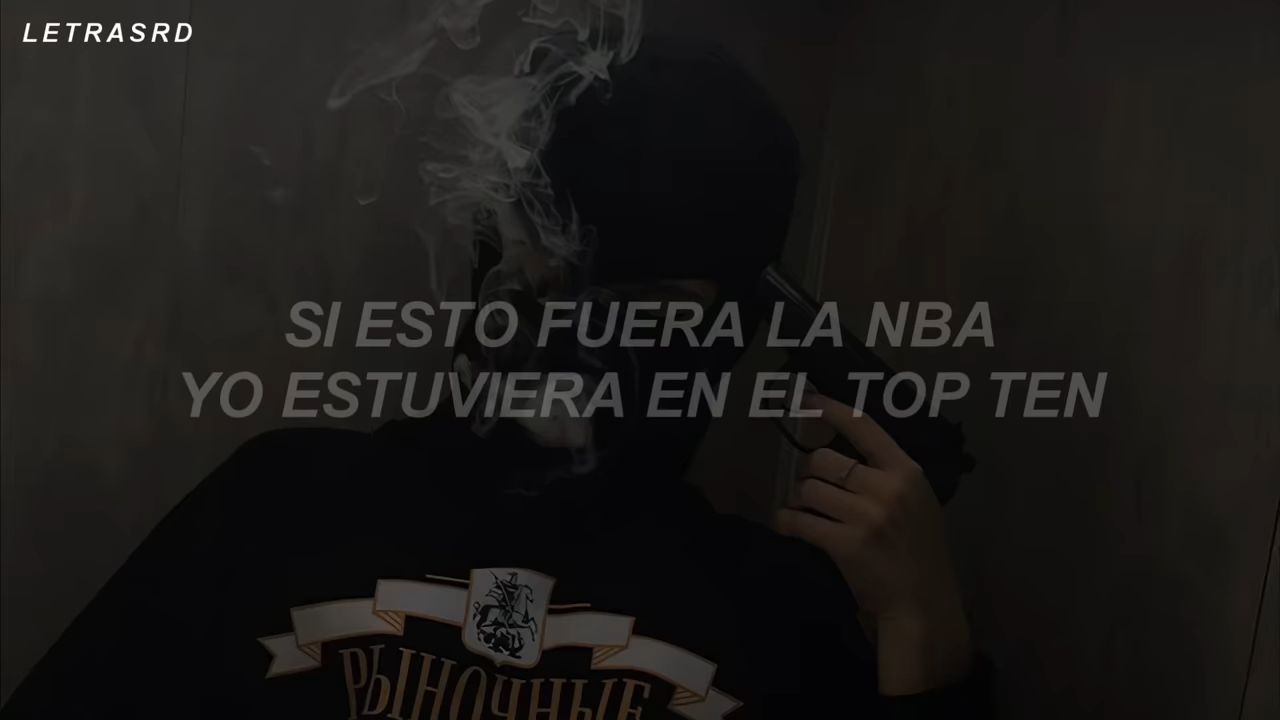 LETRASRD
SI ESTO FUERA LA NBA
YO ESTUVIERA EN EL TOP TEN
РЫНОЧНЫЕ